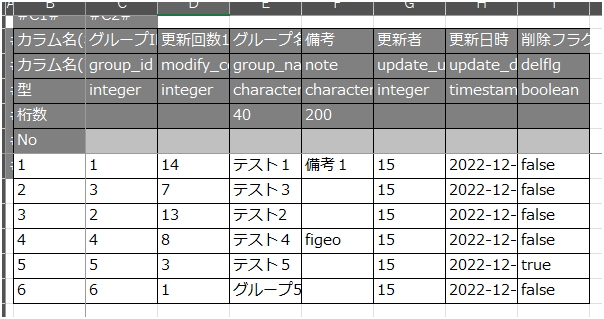 A B C D E F G H I
#C1# #C2#
カラム名( グループI 更新回数1 グループ名 備考 更新者 更新日時 削除フラグ
カラム名( group_id modify_co group_na note update_u update_d delflg
型 integer integer character character integer timestam boolean
桁数 40 200
No
1 1 14 テスト１ 備考１ 15 2022-12- false
2 3 7 テスト３ 15 2022-12- false
3 2 13 テスト2 15 2022-12- false
4 4 8 テスト４ figeo 15 2022-12- false
5 5 3 テスト５ 15 2022-12- true
6 6 1 グループ5 15 2022-12- false